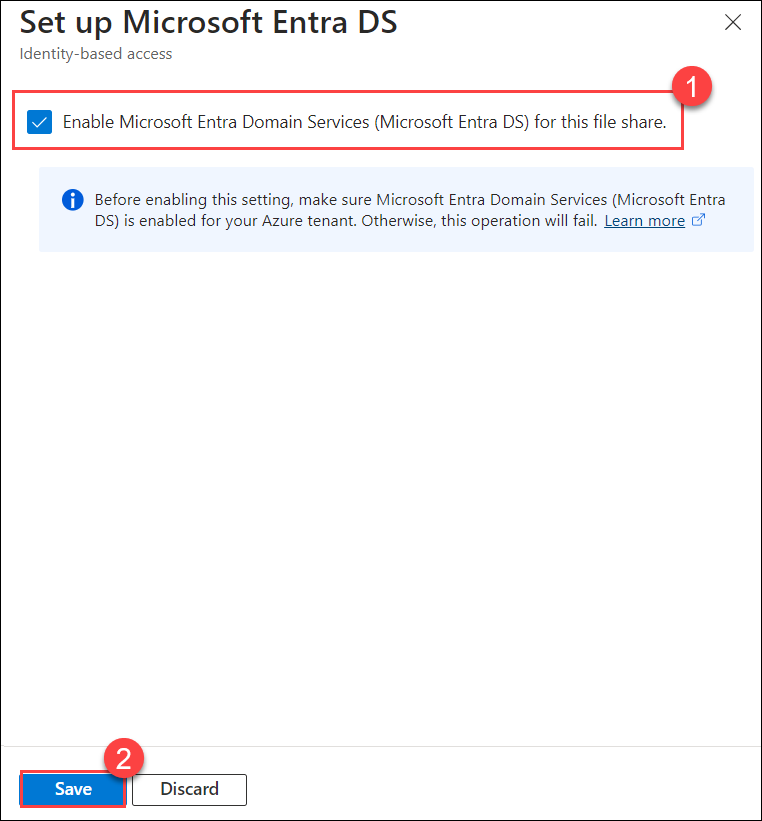 Set up Microsoft Entra DS
Identity-based access
1
Enable Microsoft Entra Domain Services (Microsoft Entra DS) for this file share.
Before enabling this setting, make sure Microsoft Entra Domain Services (Microsoft Entra
DS) is enabled for your Azure tenant. Otherwise, this operation will fail. Learn more
2
Save Discard